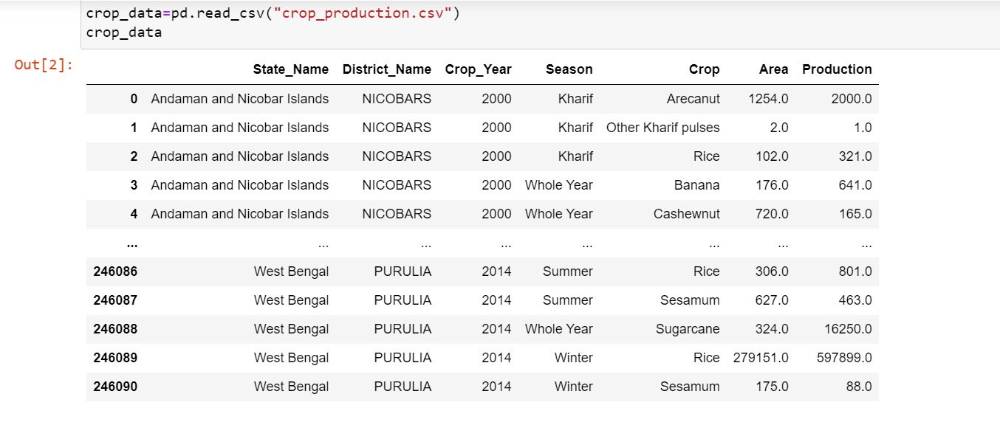 crop_data=pd.read_csv("crop_production.csv")
crop_data
Out[2]:
State_Name District_Name Crop_Year Season Crop Area Production
0 Andaman and Nicobar Islands NICOBARS 2000 Kharif Arecanut 1254.0 2000.0
1 Andaman and Nicobar Islands NICOBARS 2000 Kharif Other Kharif pulses 2.0 1.0
2 Andaman and Nicobar Islands NICOBARS 2000 Kharif Rice 102.0 321.0
3 Andaman and Nicobar Islands NICOBARS 2000 Whole Year Banana 176.0 641.0
4 Andaman and Nicobar Islands NICOBARS 2000 Whole Year Cashewnut 720.0 165.0
... ... ... ... ... ... ... ...
246086 West Bengal PURULIA 2014 Summer Rice 306.0 801.0
246087 West Bengal PURULIA 2014 Summer Sesamum 627.0 463.0
246088 West Bengal PURULIA 2014 Whole Year Sugarcane 324.0 16250.0
246089 West Bengal PURULIA 2014 Winter Rice 279151.0 597899.0
246090 West Bengal PURULIA 2014 Winter Sesamum 175.0 88.0